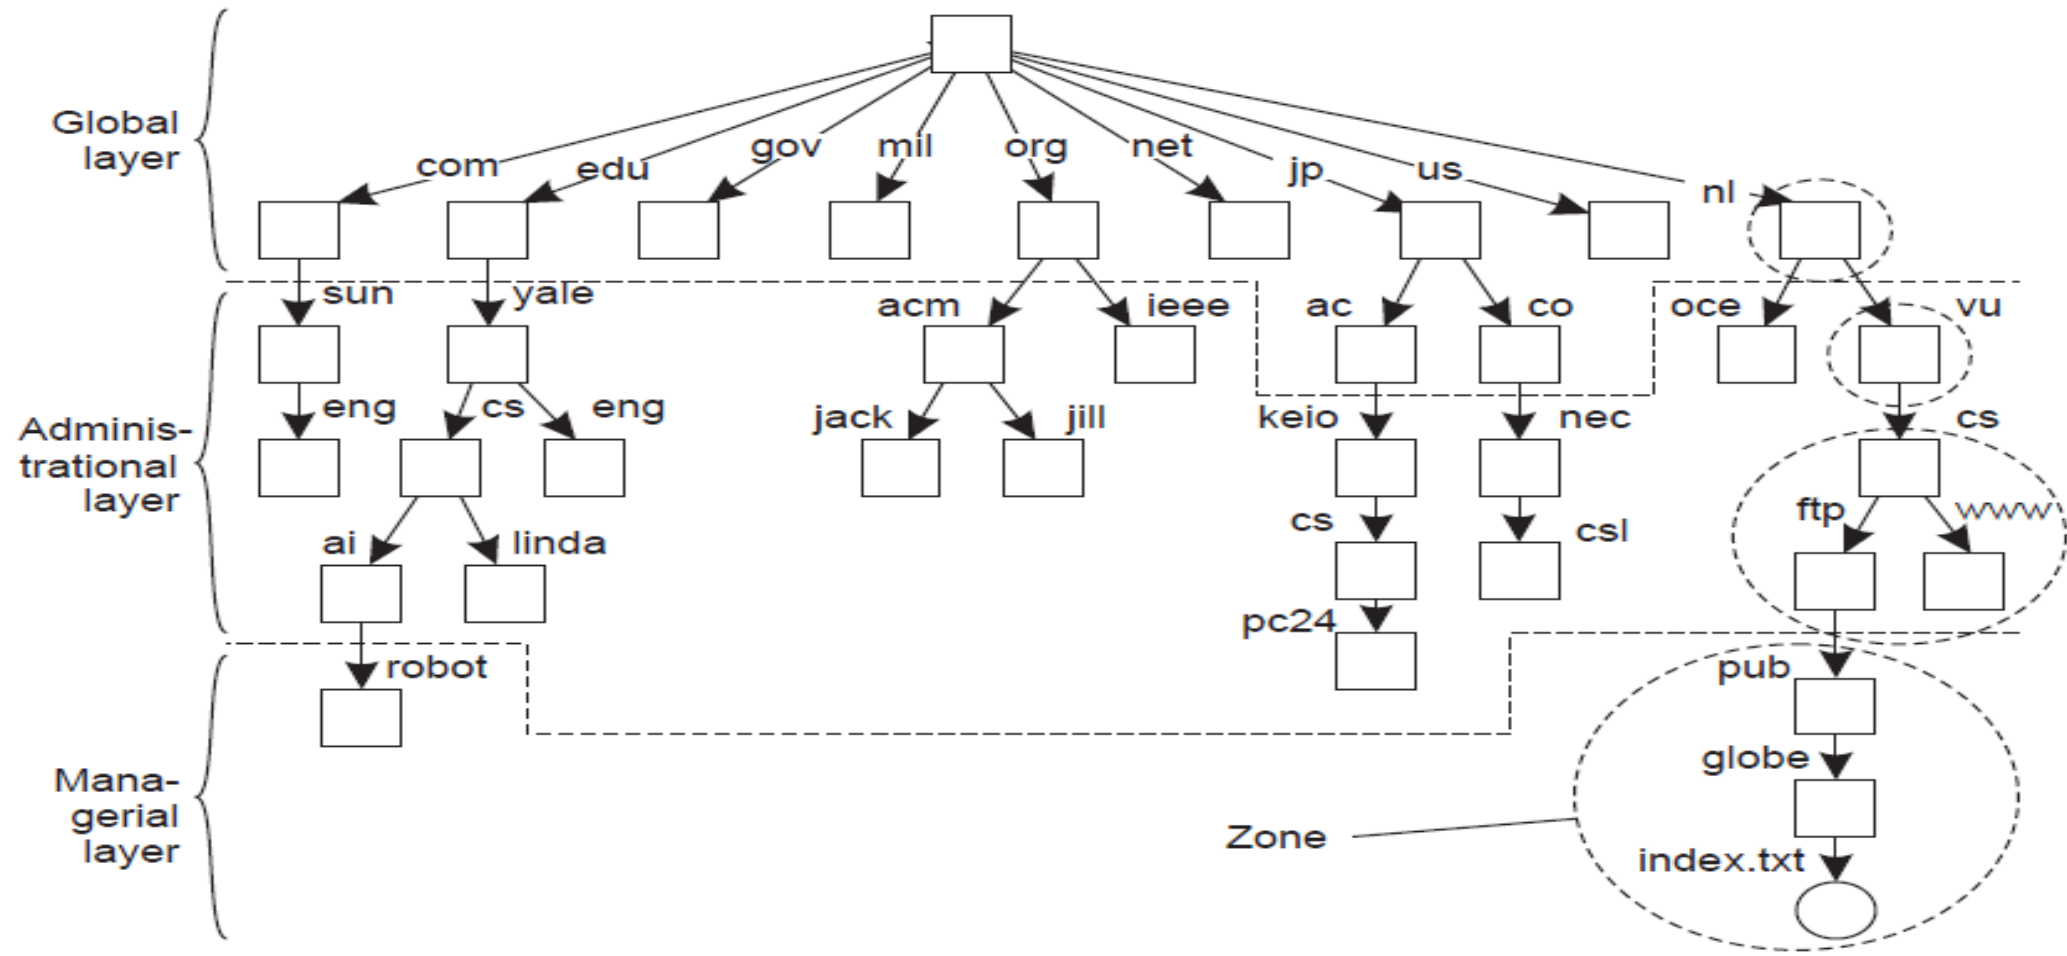 Global
layer
com
edu
gov
mil
org
net
jp
us
nl
sun
yale
acm
ieee
ac
co
oce
vu
Adminis-
trational
layer
eng
cs
eng
jack
jill
keio
nec
cs
ai
linda
cs
csl
ftp
www
pc24
Mana-
gerial
layer
robot
pub
globe
Zone
index.txt